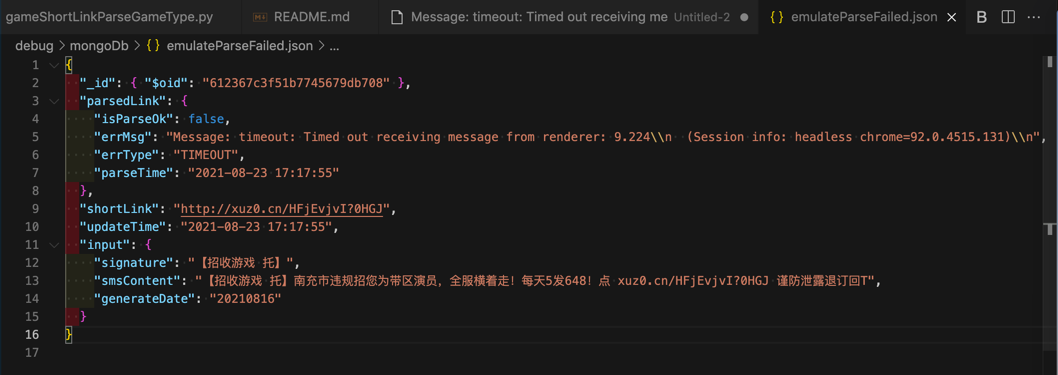 gameShortLinkParseGameType.py README.md Message: timeout: Timed out receiving me Untitled-2 {} emulateParseFailed.json
debug > mongoDb > {} emulateParseFailed.json > ...
1 {
2 "_id": { "$oid": "612367c3f51b7745679db708" },
3 "parsedLink": {
4 "isParseOk": false,
5 "errMsg": "Message: timeout: Timed out receiving message from renderer: 9.224\\n  (Session info: headless chrome=92.0.4515.131)\\n",
6 "errType": "TIMEOUT",
7 "parseTime": "2021-08-23 17:17:55"
8 },
9 "shortLink": "http://xuz0.cn/HFjEvjvI?0HGJ",
10 "updateTime": "2021-08-23 17:17:55",
11 "input": {
12 "signature": "【招收游戏 托】",
13 "smsContent": "【招收游戏 托】南充市违规招您为带区演员，全服横着走！每天5发648！点 xuz0.cn/HFjEvjvI?0HGJ 谨防泄露退订回T",
14 "generateDate": "20210816"
15 }
16 }
17